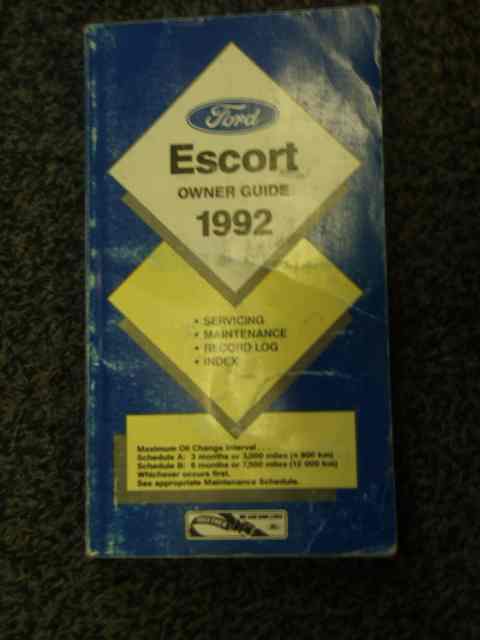 Ford
Escort
OWNER GUIDE
1992
• SERVICING
• MAINTENANCE
• RECORD LOG
• INDEX
Maximum Oil Change Interval . . .
Schedule A: 3 months or 3,000 miles (4 800 km)
Schedule B: 6 months or 7,500 miles (12 000 km)
Whichever occurs first.
See appropriate Maintenance Schedule.